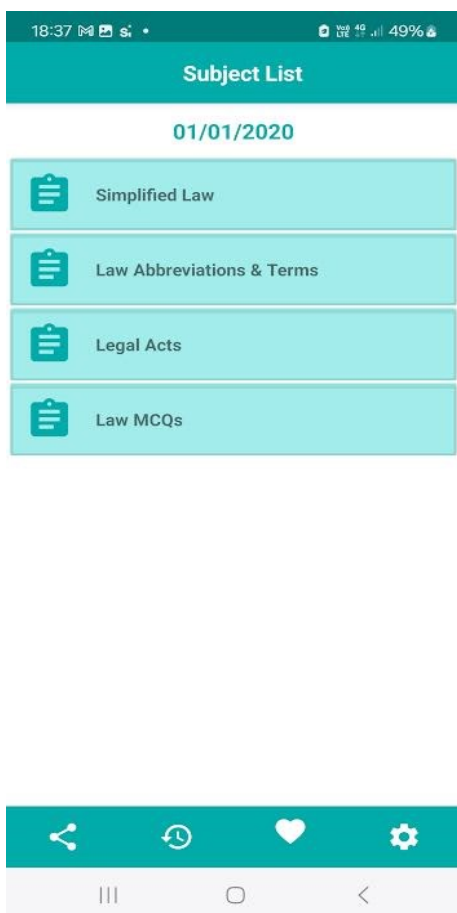 18:37
49%
Subject List
01/01/2020
Simplified Law
Law Abbreviations & Terms
Legal Acts
Law MCQs